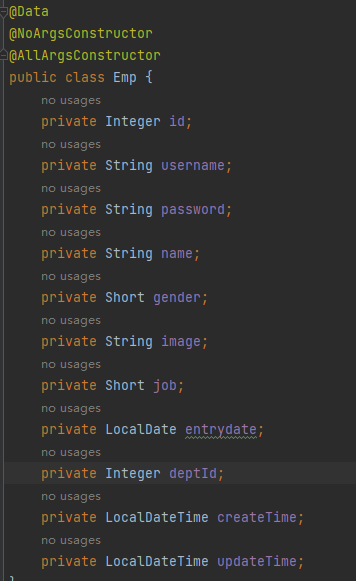 @Data
@NoArgsConstructor
@AllArgsConstructor
public class Emp {
no usages
private Integer id;
no usages
private String username;
no usages
private String password;
no usages
private String name;
no usages
private Short gender;
no usages
private String image;
no usages
private Short job;
no usages
private LocalDate entrydate;
no usages
private Integer deptId;
no usages
private LocalDateTime createTime;
no usages
private LocalDateTime updateTime;
}